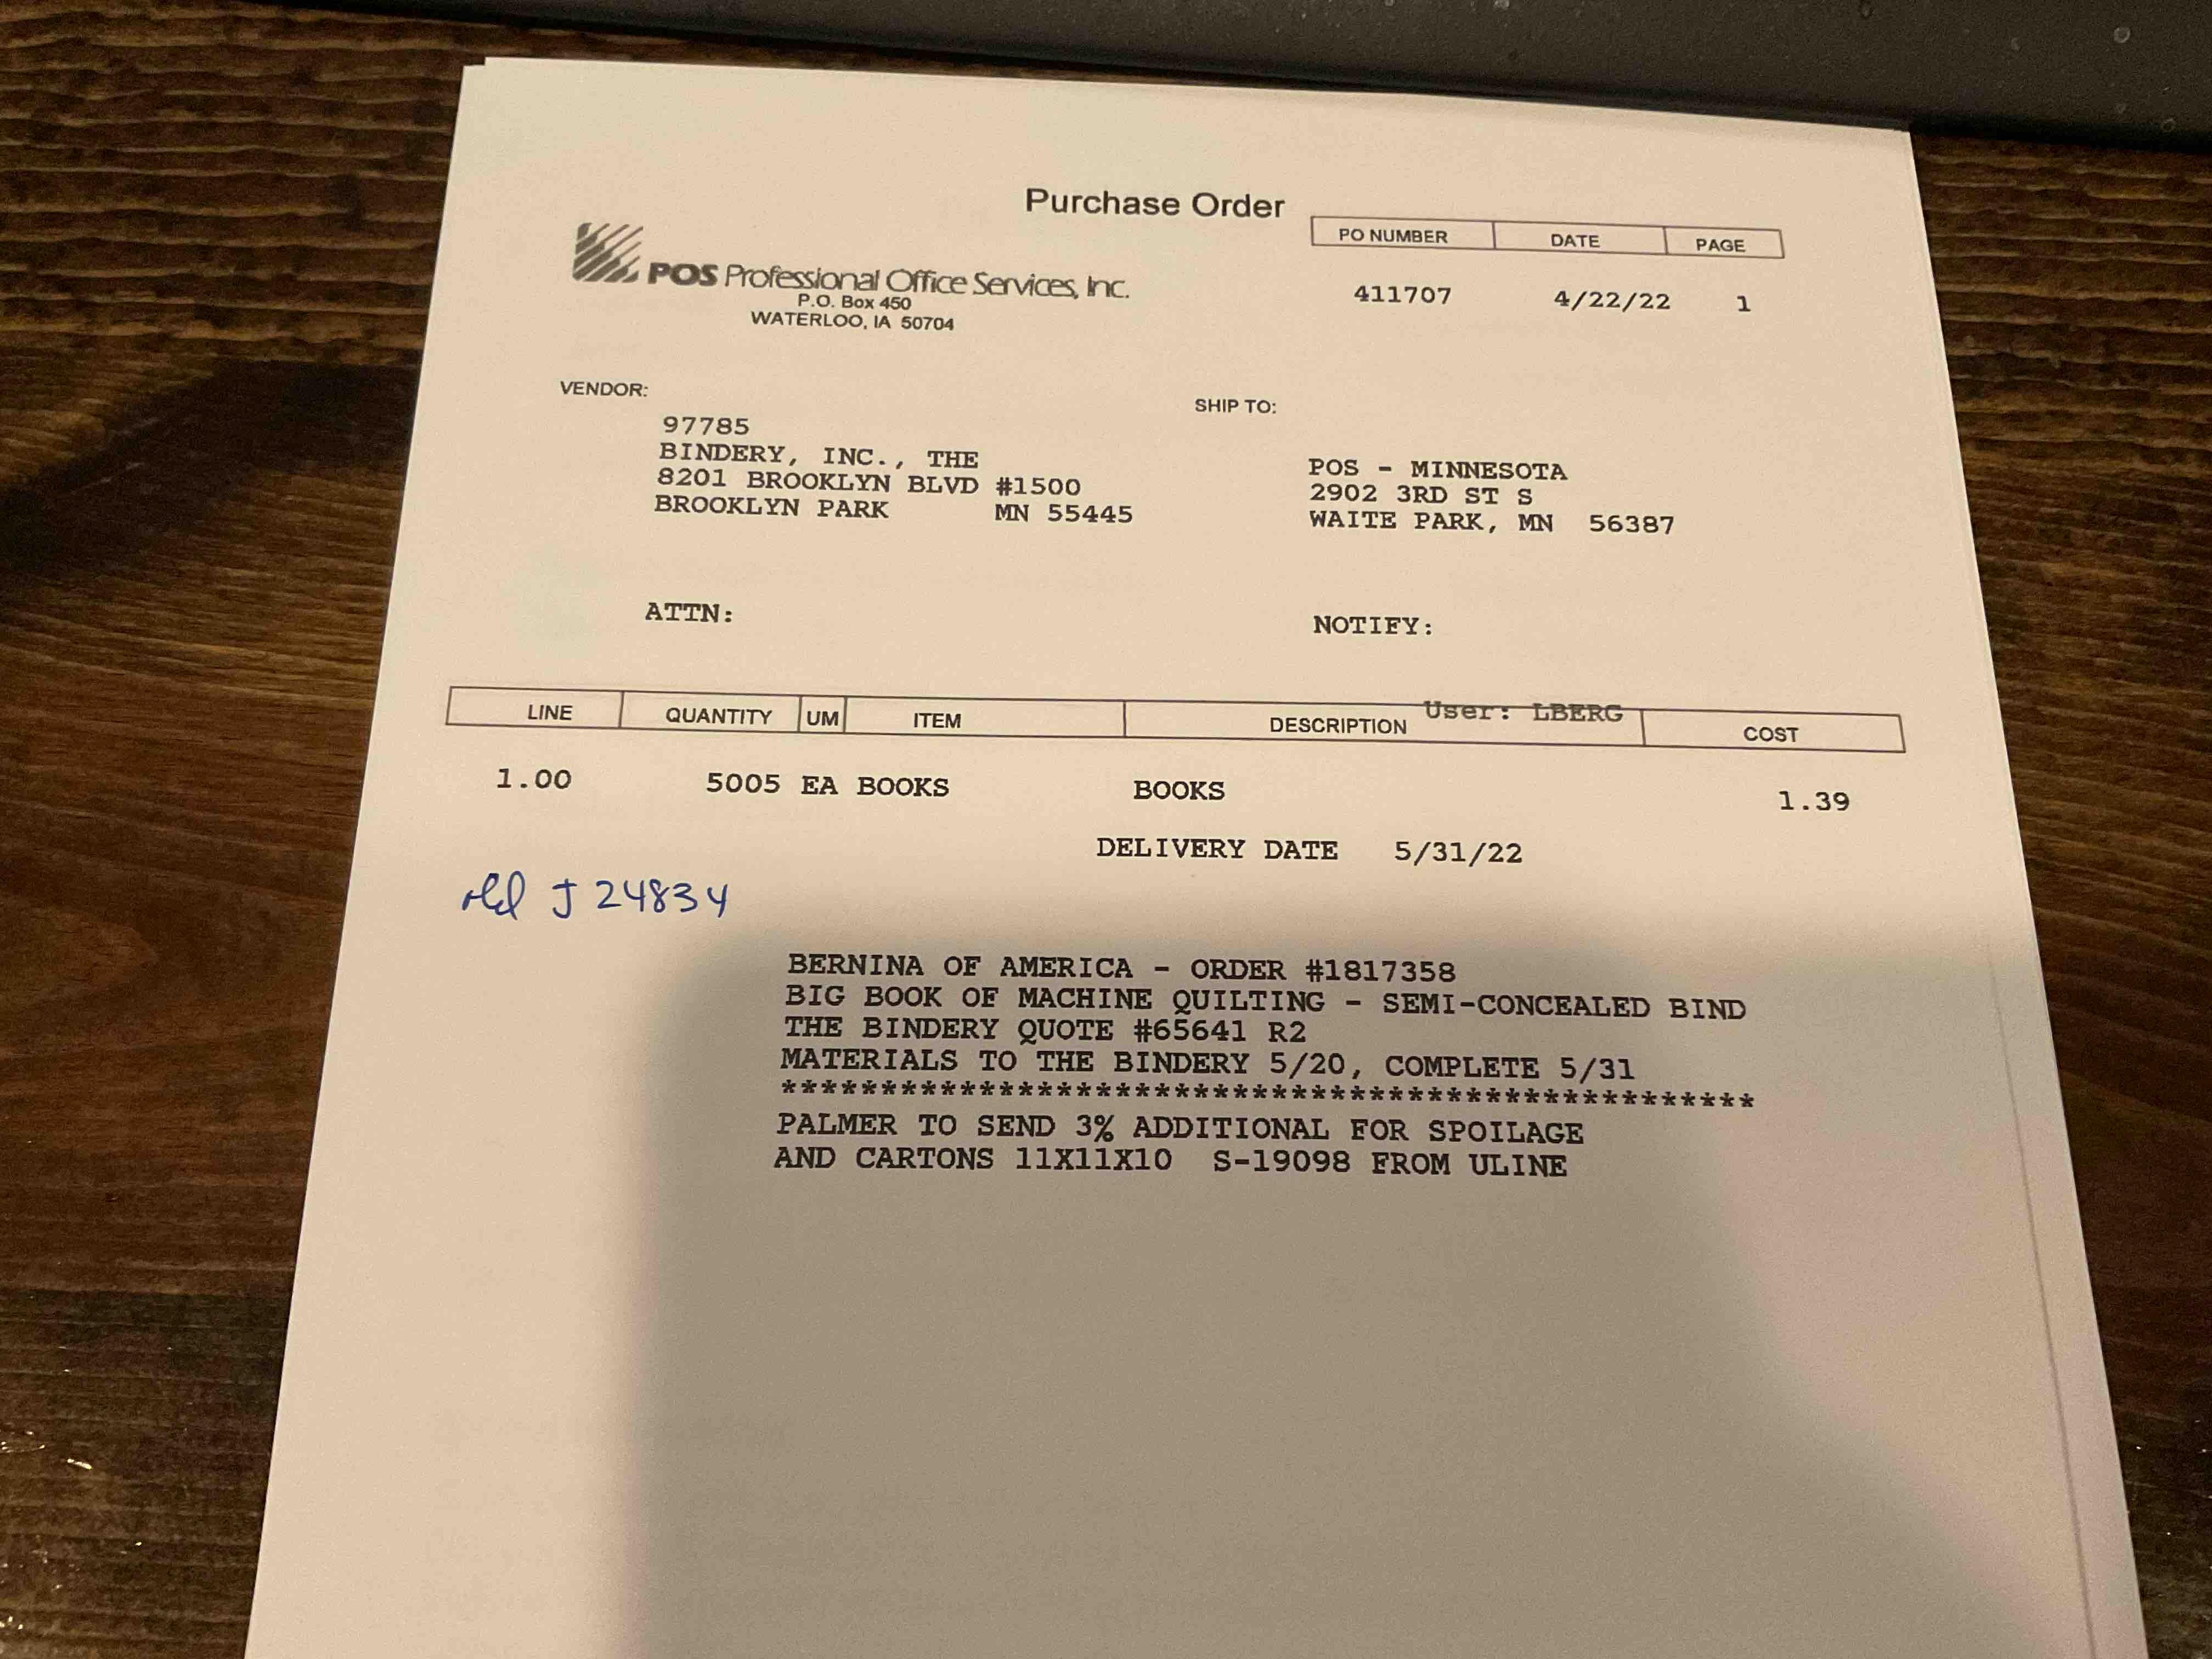 Purchase Order
PO NUMBER DATE PAGE
POS Professional Office Services, Inc.
P.O. Box 450
WATERLOO, IA 50704
411707 4/22/22 1
VENDOR:
97785
BINDERY, INC., THE
8201 BROOKLYN BLVD #1500
BROOKLYN PARK MN 55445
SHIP TO:
POS - MINNESOTA
2902 3RD ST S
WAITE PARK, MN 56387
ATTN:
NOTIFY:
User: LBERG
LINE QUANTITY UM ITEM DESCRIPTION COST
1.00 5005 EA BOOKS BOOKS 1.39
DELIVERY DATE 5/31/22
J 24834
BERNINA OF AMERICA - ORDER #1817358
BIG BOOK OF MACHINE QUILTING - SEMI-CONCEALED BIND
THE BINDERY QUOTE #65641 R2
MATERIALS TO THE BINDERY 5/20, COMPLETE 5/31
**************************************************
PALMER TO SEND 3% ADDITIONAL FOR SPOILAGE
AND CARTONS 11X11X10 S-19098 FROM ULINE